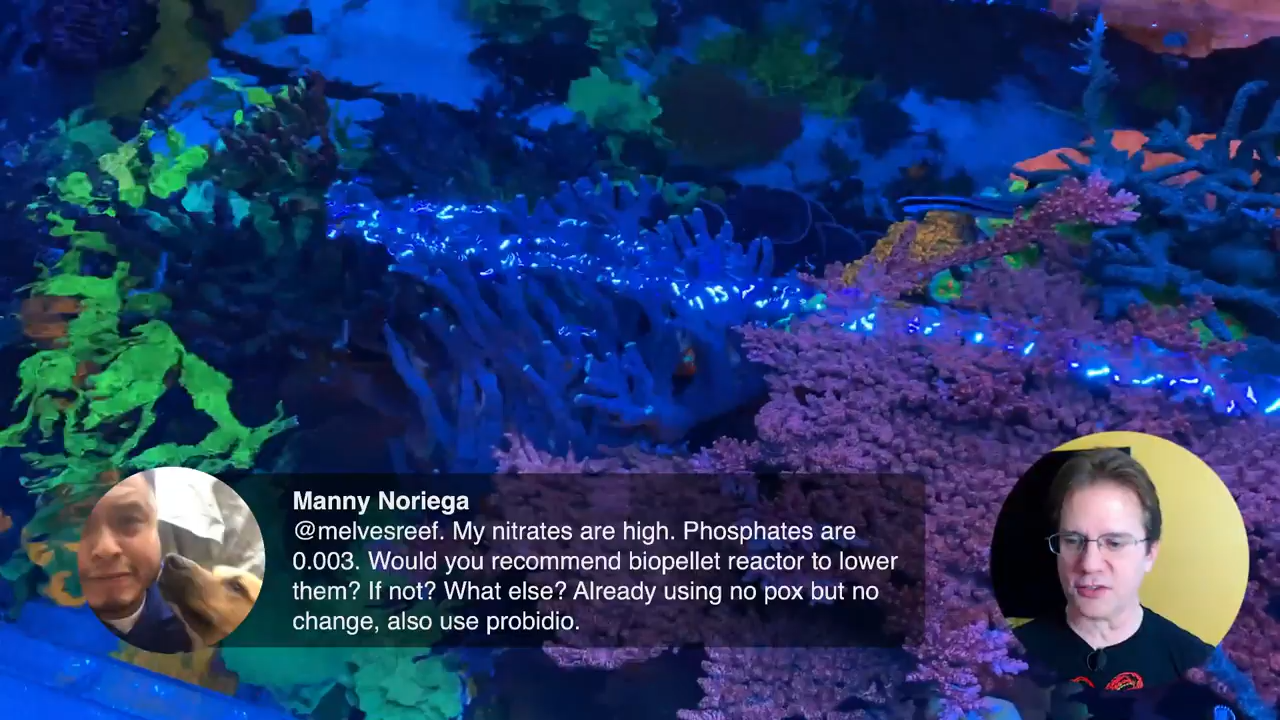 Manny Noriega
@melvesreef. My nitrates are high. Phosphates are
0.003. Would you recommend biopellet reactor to lower
them? If not? What else? Already using no pox but no
change, also use probidio.